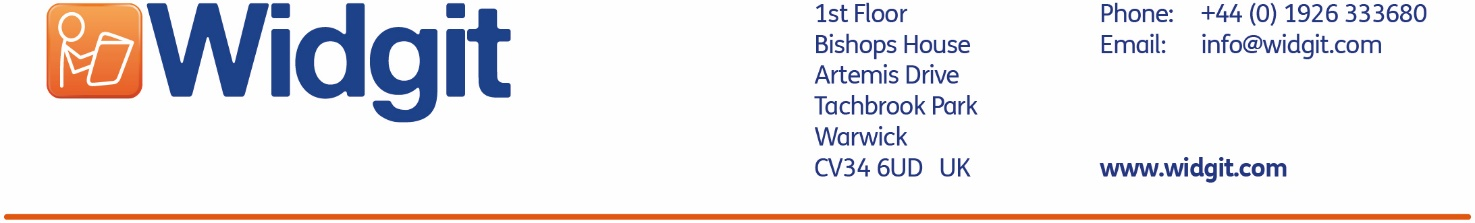 Widgit
1st Floor
Bishops House
Artemis Drive
Tachbrook Park
Warwick
CV34 6UD UK
Phone: +44 (0) 1926 333680
Email: info@widgit.com
www.widgit.com